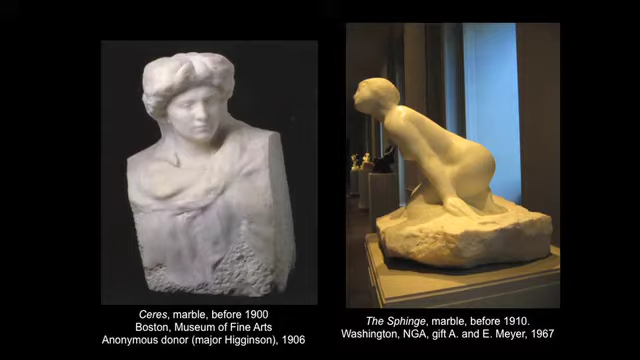 Ceres, marble, before 1900
Boston, Museum of Fine Arts
Anonymous donor (major Higginson), 1906
The Sphinge, marble, before 1910.
Washington, NGA, gift A. and E. Meyer, 1967